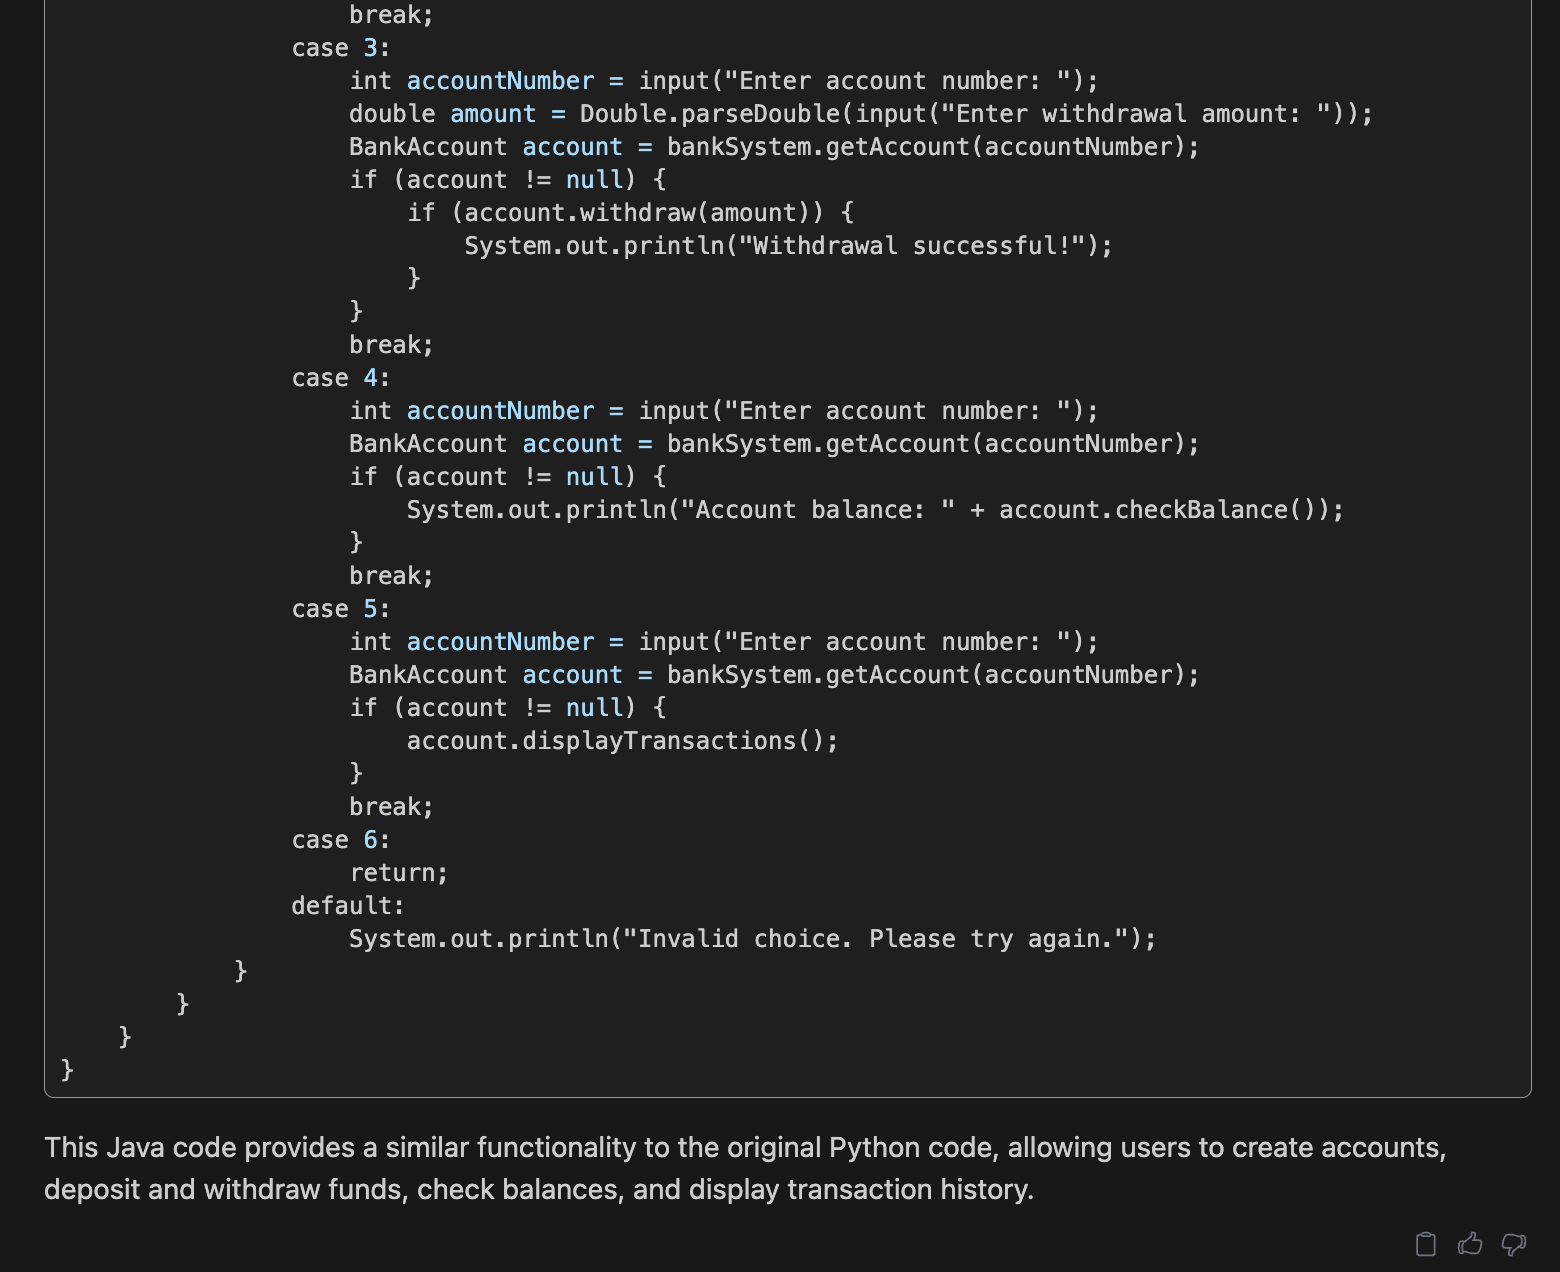 break;
case 3:
int accountNumber = input("Enter account number: ");
double amount = Double.parseDouble(input("Enter withdrawal amount: "));
BankAccount account = bankSystem.getAccount(accountNumber);
if (account != null) {
if (account.withdraw(amount)) {
System.out.println("Withdrawal successful!");
}
}
break;
case 4:
int accountNumber = input("Enter account number: ");
BankAccount account = bankSystem.getAccount(accountNumber);
if (account != null) {
System.out.println("Account balance: " + account.checkBalance());
}
break;
case 5:
int accountNumber = input("Enter account number: ");
BankAccount account = bankSystem.getAccount(accountNumber);
if (account != null) {
account.displayTransactions();
}
break;
case 6:
return;
default:
System.out.println("Invalid choice. Please try again.");
}
}
}
}
This Java code provides a similar functionality to the original Python code, allowing users to create accounts,
deposit and withdraw funds, check balances, and display transaction history.